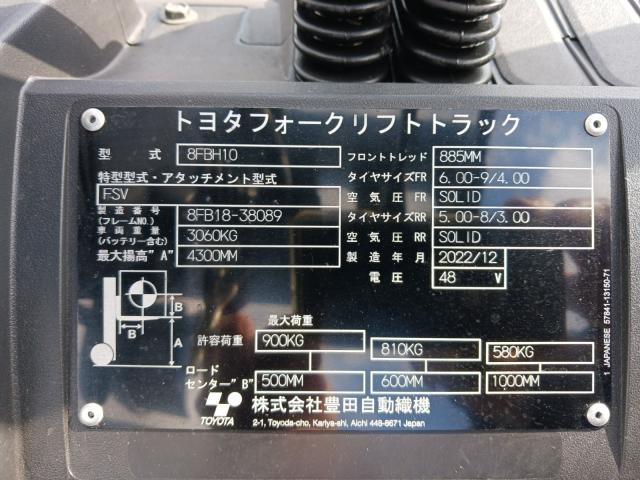 トヨタフォークリフトトラック
型式 8FBH10 フロントトレッド 885MM
特型型式・アタッチメント型式 タイヤサイズFR 6.00-9/4.00
FSV 空気圧FR SOLID
製造番号(フレームNO.) 8FB18-38089 タイヤサイズRR 5.00-8/3.00
車両重量(バッテリー含む) 3060KG 空気圧RR SOLID
最大揚高"A" 4300MM 製造年月 2022/12
電圧 48 V
B
B A
最大荷重
許容荷重 900KG 810KG 580KG
ロードセンター"B" 500MM 600MM 1000MM
TOYOTA 株式会社豊田自動織機
2-1, Toyoda-cho, Kariya-shi, Aichi 448-8671 Japan
1 JAPANESE 57841-13150-71